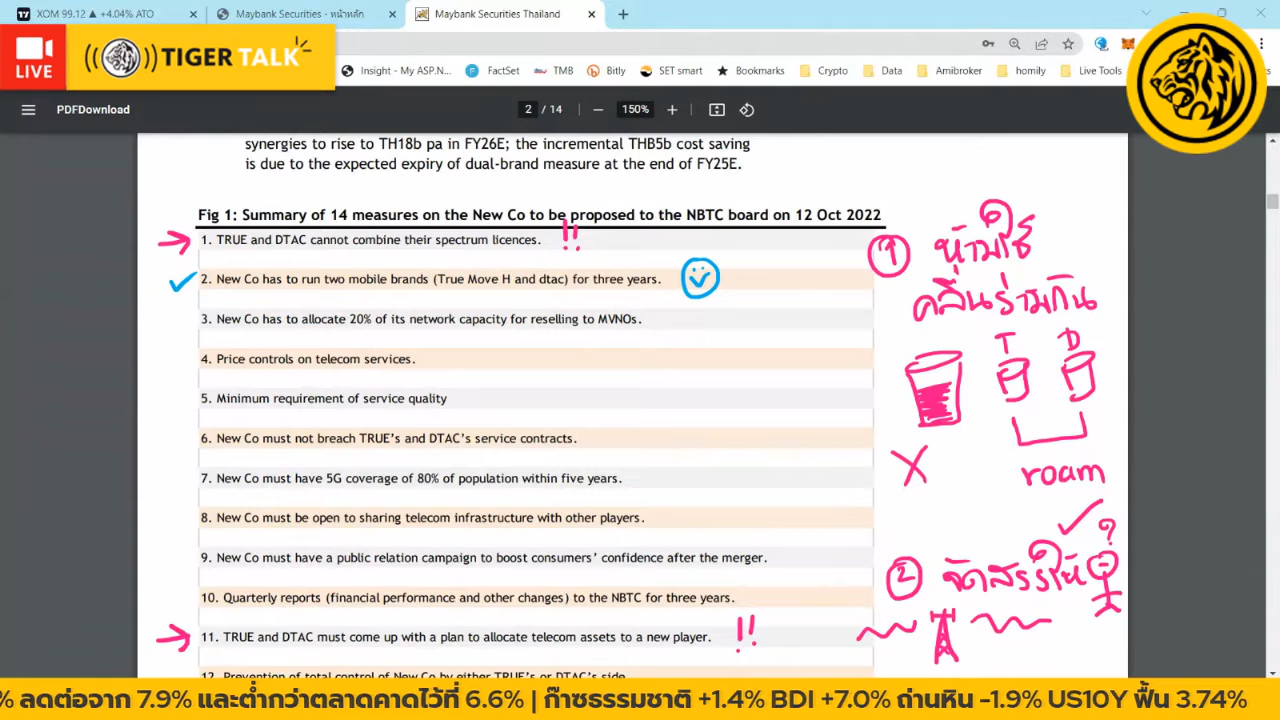 XOM 99.12 ▲ +4.04% ATO
Maybank Securities - หน้าหลัก
Maybank Securities Thailand
LIVE
TIGER TALK
Insight - My ASP.N...
FactSet
TMB
Bitly
SET smart
Bookmarks
Crypto
Data
Amibroker
homily
Live Tools
PDFDownload
2 / 14
150%
synergies to rise to TH18b pa in FY26E; the incremental THB5b cost saving
is due to the expected expiry of dual-brand measure at the end of FY25E.
Fig 1: Summary of 14 measures on the New Co to be proposed to the NBTC board on 12 Oct 2022
1. TRUE and DTAC cannot combine their spectrum licences. !!
2. New Co has to run two mobile brands (True Move H and dtac) for three years.
3. New Co has to allocate 20% of its network capacity for reselling to MVNOs.
4. Price controls on telecom services.
5. Minimum requirement of service quality
6. New Co must not breach TRUE's and DTAC's service contracts.
7. New Co must have 5G coverage of 80% of population within five years.
8. New Co must be open to sharing telecom infrastructure with other players.
9. New Co must have a public relation campaign to boost consumers' confidence after the merger.
10. Quarterly reports (financial performance and other changes) to the NBTC for three years.
11. TRUE and DTAC must come up with a plan to allocate telecom assets to a new player. !!
12. Prevention of total control of New Co by either TRUE's or DTAC's side.
1 ห้ามใช้
คลื่นร่วมกัน
T D
X roam
2 จัดสรรให้ ?
% ลดต่อจาก 7.9% และต่ำกว่าตลาดคาดไว้ที่ 6.6% | ก๊าซธรรมชาติ +1.4% BDI +7.0% ถ่านหิน -1.9% US10Y ฟื้น 3.74%